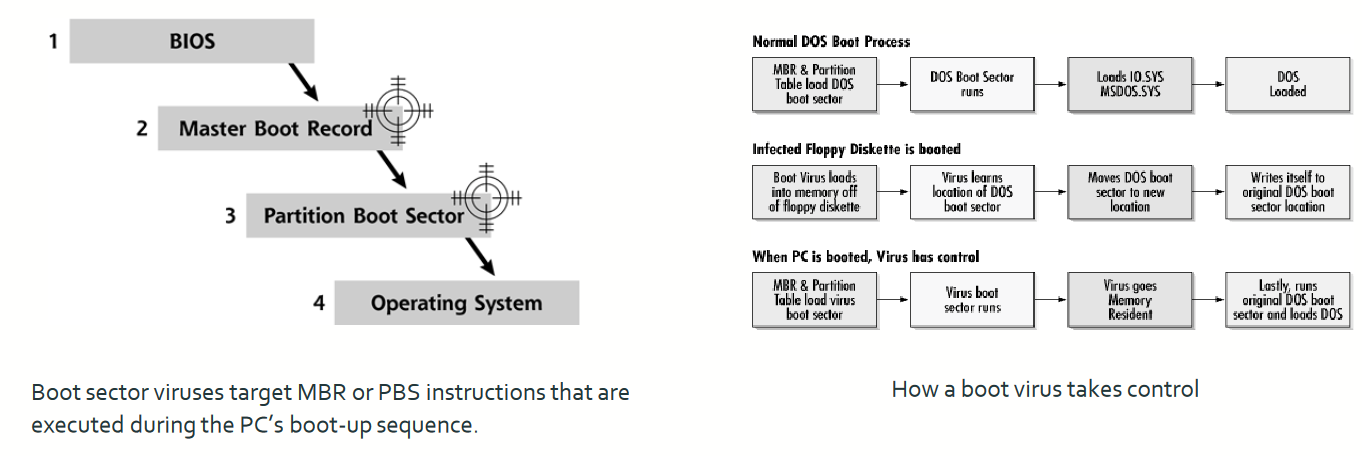 1 BIOS
2 Master Boot Record
3 Partition Boot Sector
4 Operating System
Boot sector viruses target MBR or PBS instructions that are
executed during the PC’s boot-up sequence.
Normal DOS Boot Process
MBR & Partition
Table load DOS
boot sector
DOS Boot Sector
runs
Loads IO.SYS
MSDOS.SYS
DOS
Loaded
Infected Floppy Diskette is booted
Boot Virus loads
into memory off
of floppy diskette
Virus learns
location of DOS
boot sector
Moves DOS boot
sector to new
location
Writes itself to
original DOS boot
sector location
When PC is booted, Virus has control
MBR & Partition
Table load virus
boot sector
Virus boot
sector runs
Virus goes
Memory
Resident
Lastly, runs
original DOS boot
sector and loads DOS
How a boot virus takes control